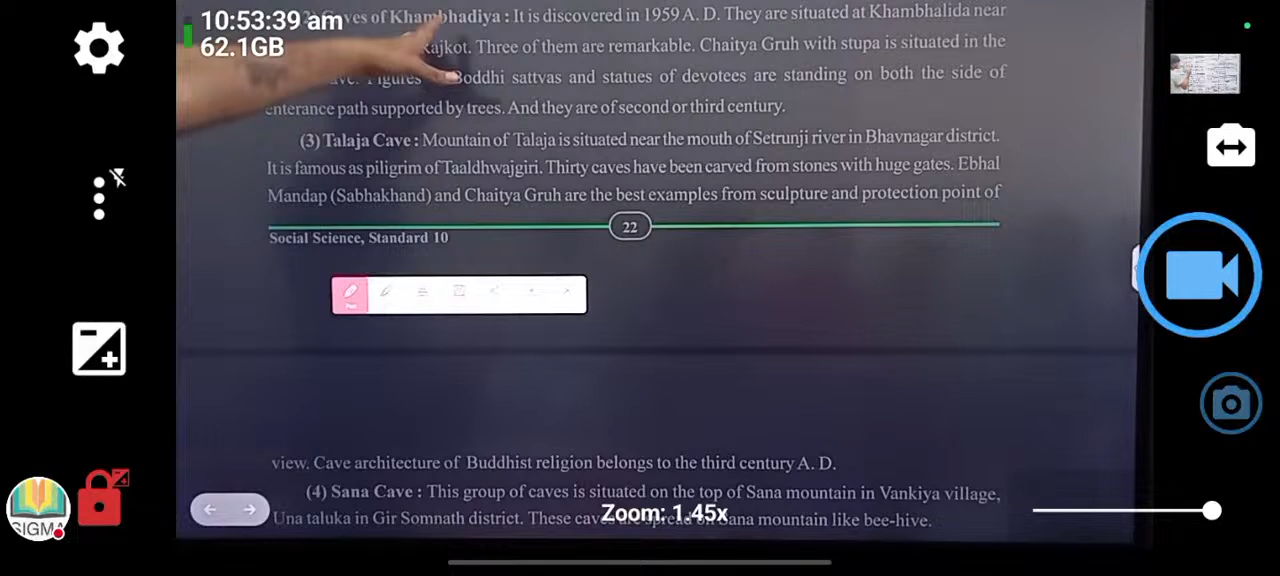 10:53:39 am
62.1GB
Caves of Khambhadiya : It is discovered in 1959 A. D. They are situated at Khambhalida near
Rajkot. Three of them are remarkable. Chaitya Gruh with stupa is situated in the
Figures Boddhi sattvas and statues of devotees are standing on both the side of
enterance path supported by trees. And they are of second or third century.
(3) Talaja Cave : Mountain of Talaja is situated near the mouth of Setrunji river in Bhavnagar district.
It is famous as piligrim of Taaldhwajgiri. Thirty caves have been carved from stones with huge gates. Ebhal
Mandap (Sabhakhand) and Chaitya Gruh are the best examples from sculpture and protection point of
22
Social Science, Standard 10
view. Cave architecture of Buddhist religion belongs to the third century A. D.
(4) Sana Cave : This group of caves is situated on the top of Sana mountain in Vankiya village,
Una taluka in Gir Somnath district. These caves are spread on Sana mountain like bee-hive.
Zoom: 1.45x
SIGMA